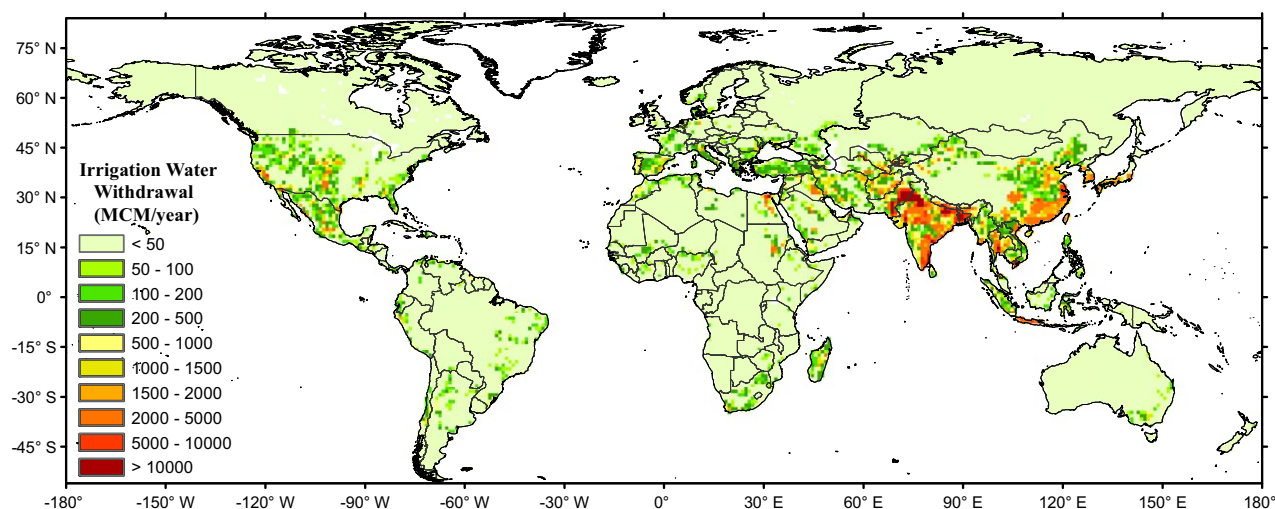 75° N
60° N
45° N
30° N
15° N
0°
-15° S
-30° S
-45° S
Irrigation Water
Withdrawal
(MCM/year)
< 50
50 - 100
100 - 200
200 - 500
500 - 1000
1000 - 1500
1500 - 2000
2000 - 5000
5000 - 10000
> 10000
-180° -150° W -120° W -90° W -60° W -30° W 0 30° E 60° E 90° E 120° E 150° E 180°